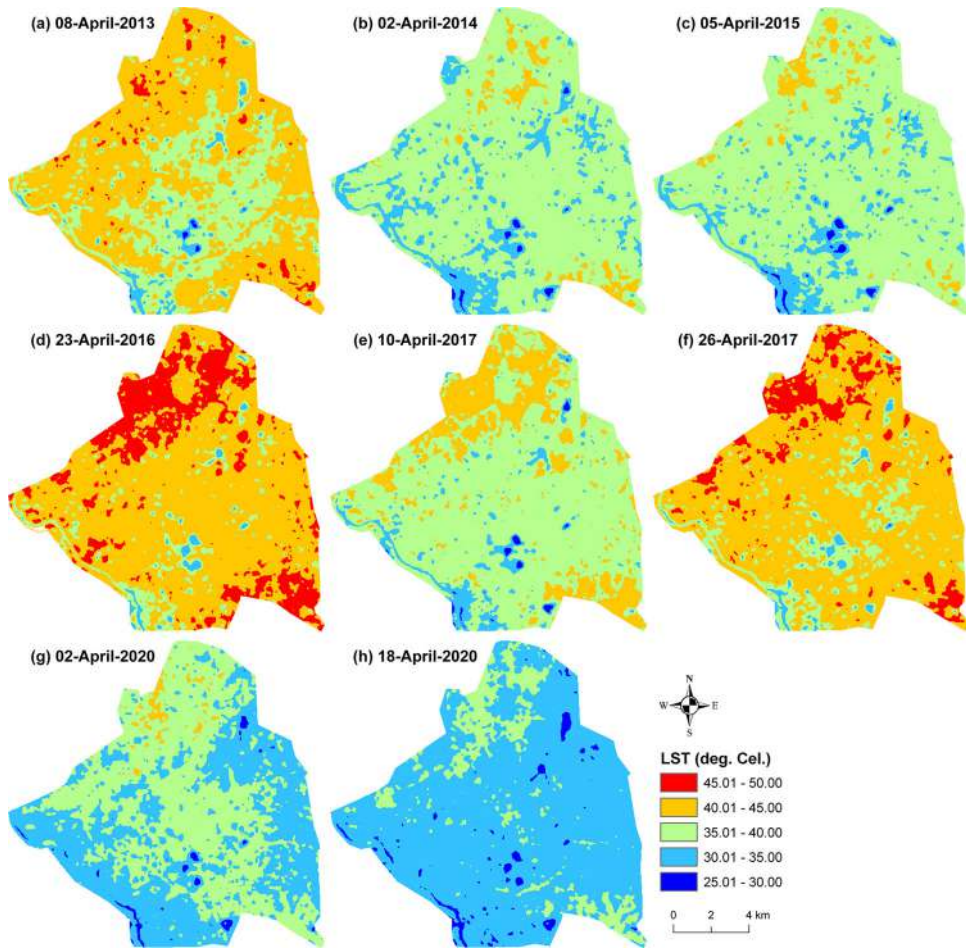 (a) 08-April-2013
(b) 02-April-2014
(c) 05-April-2015
(d) 23-April-2016
(e) 10-April-2017
(f) 26-April-2017
(g) 02-April-2020
(h) 18-April-2020
N
W E
S
LST (deg. Cel.)
45.01 - 50.00
40.01 - 45.00
35.01 - 40.00
30.01 - 35.00
25.01 - 30.00
0 2 4 km